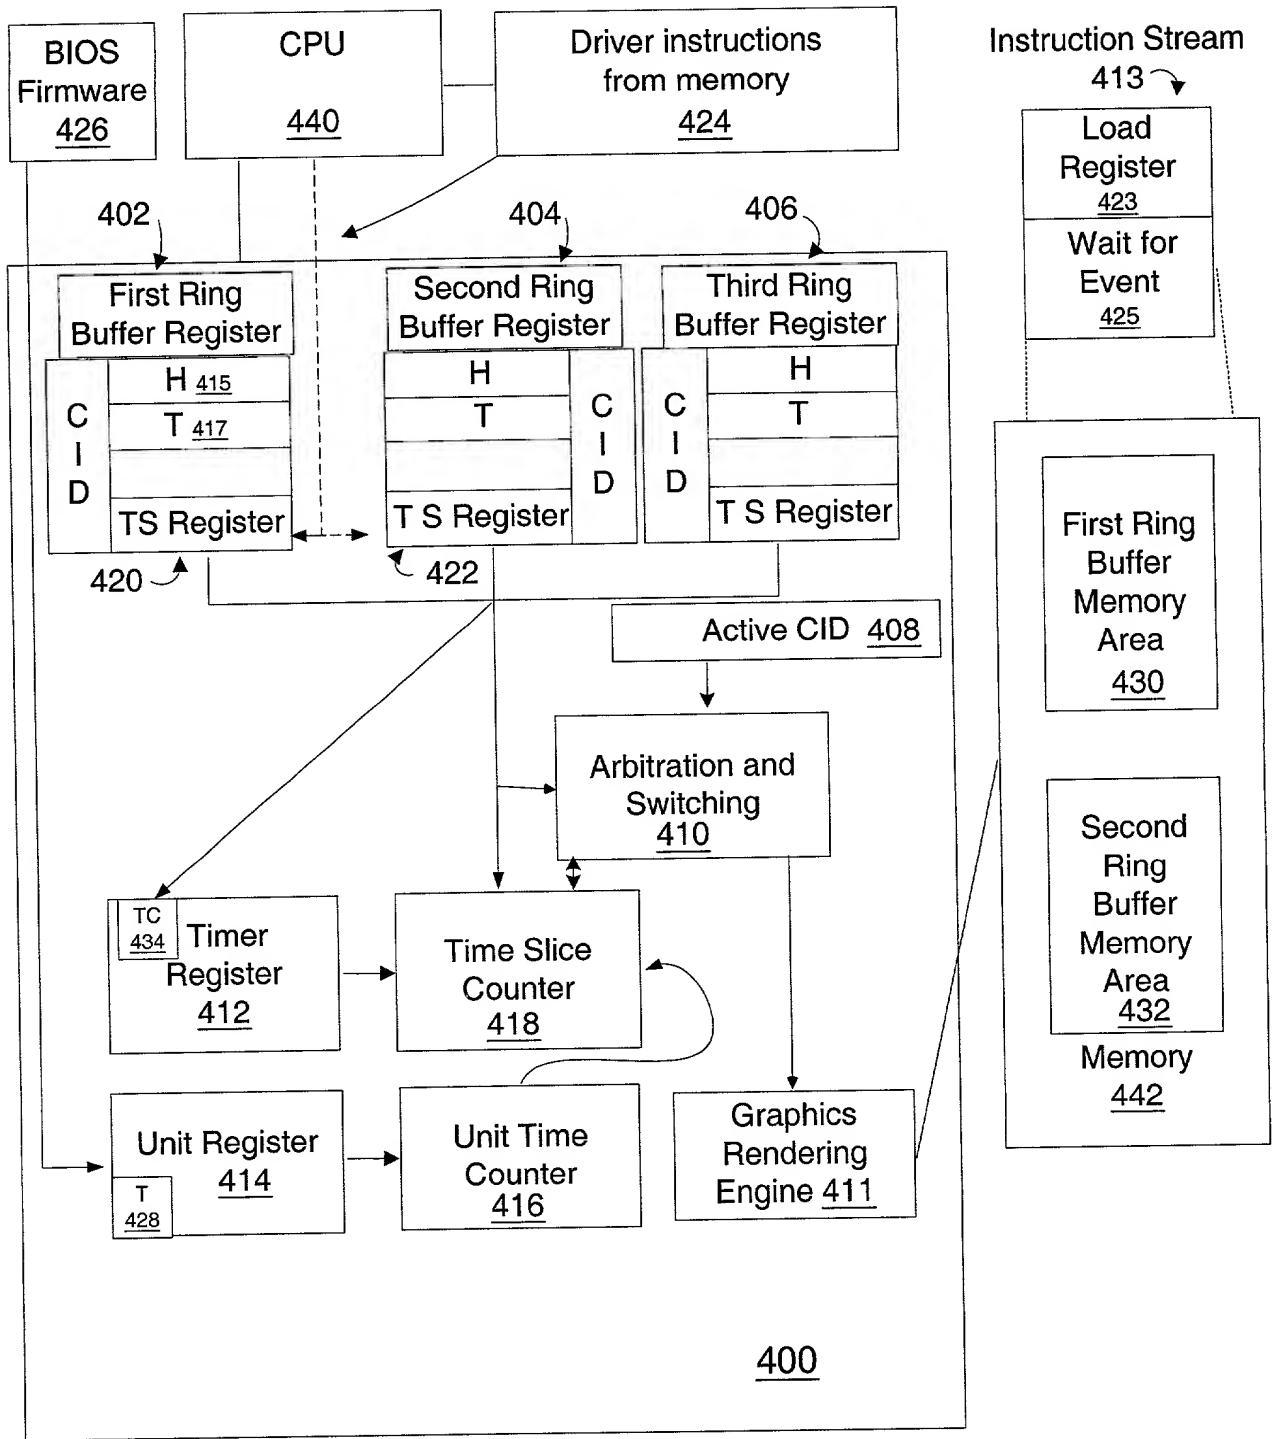 BIOS
Firmware
426
CPU
440
Driver instructions
from memory
424
Instruction Stream
413
Load
Register
423
Wait for
Event
425
402
404
406
First Ring
Buffer Register
H 415
T 417
C
I
D
TS Register
420
Second Ring
Buffer Register
H
T
C
I
D
T S Register
422
Third Ring
Buffer Register
C
I
D
H
T
T S Register
Active CID 408
Arbitration and
Switching
410
TC
434
Timer
Register
412
Time Slice
Counter
418
Unit Register
414
T
428
Unit Time
Counter
416
Graphics
Rendering
Engine 411
First Ring
Buffer
Memory
Area
430
Second
Ring
Buffer
Memory
Area
432
Memory
442
400